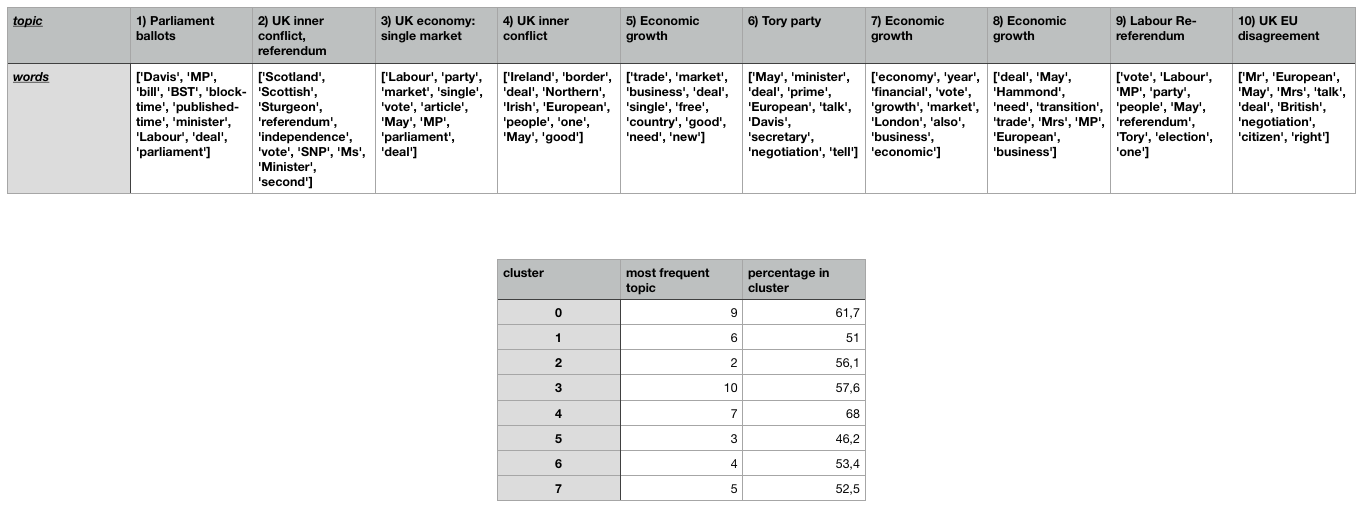 topic
1) Parliament
ballots
2) UK inner
conflict,
referendum
3) UK economy:
single market
4) UK inner
conflict
5) Economic
growth
6) Tory party
7) Economic
growth
8) Economic
growth
9) Labour Re-
referendum
10) UK EU
disagreement
words
['Davis', 'MP',
'bill', 'BST', 'block-
time', 'published-
time', 'minister',
'Labour', 'deal',
'parliament']
['Scotland',
'Scottish',
'Sturgeon',
'referendum',
'independence',
'vote', 'SNP', 'Ms',
'Minister',
'second']
['Labour', 'party',
'market', 'single',
'vote', 'article',
'May', 'MP',
'parliament',
'deal']
['Ireland', 'border',
'deal', 'Northern',
'Irish', 'European',
'people', 'one',
'May', 'good']
['trade', 'market',
'business', 'deal',
'single', 'free',
'country', 'good',
'need', 'new']
['May', 'minister',
'deal', 'prime',
'European', 'talk',
'Davis',
'secretary',
'negotiation', 'tell']
['economy', 'year',
'financial', 'vote',
'growth', 'market',
'London', 'also',
'business',
'economic']
['deal', 'May',
'Hammond',
'need', 'transition',
'trade', 'Mrs', 'MP',
'European',
'business']
['vote', 'Labour',
'MP', 'party',
'people', 'May',
'referendum',
'Tory', 'election',
'one']
['Mr', 'European',
'May', 'Mrs', 'talk',
'deal', 'British',
'negotiation',
'citizen', 'right']
cluster
most frequent
topic
percentage in
cluster
0 9 61,7
1 6 51
2 2 56,1
3 10 57,6
4 7 68
5 3 46,2
6 4 53,4
7 5 52,5